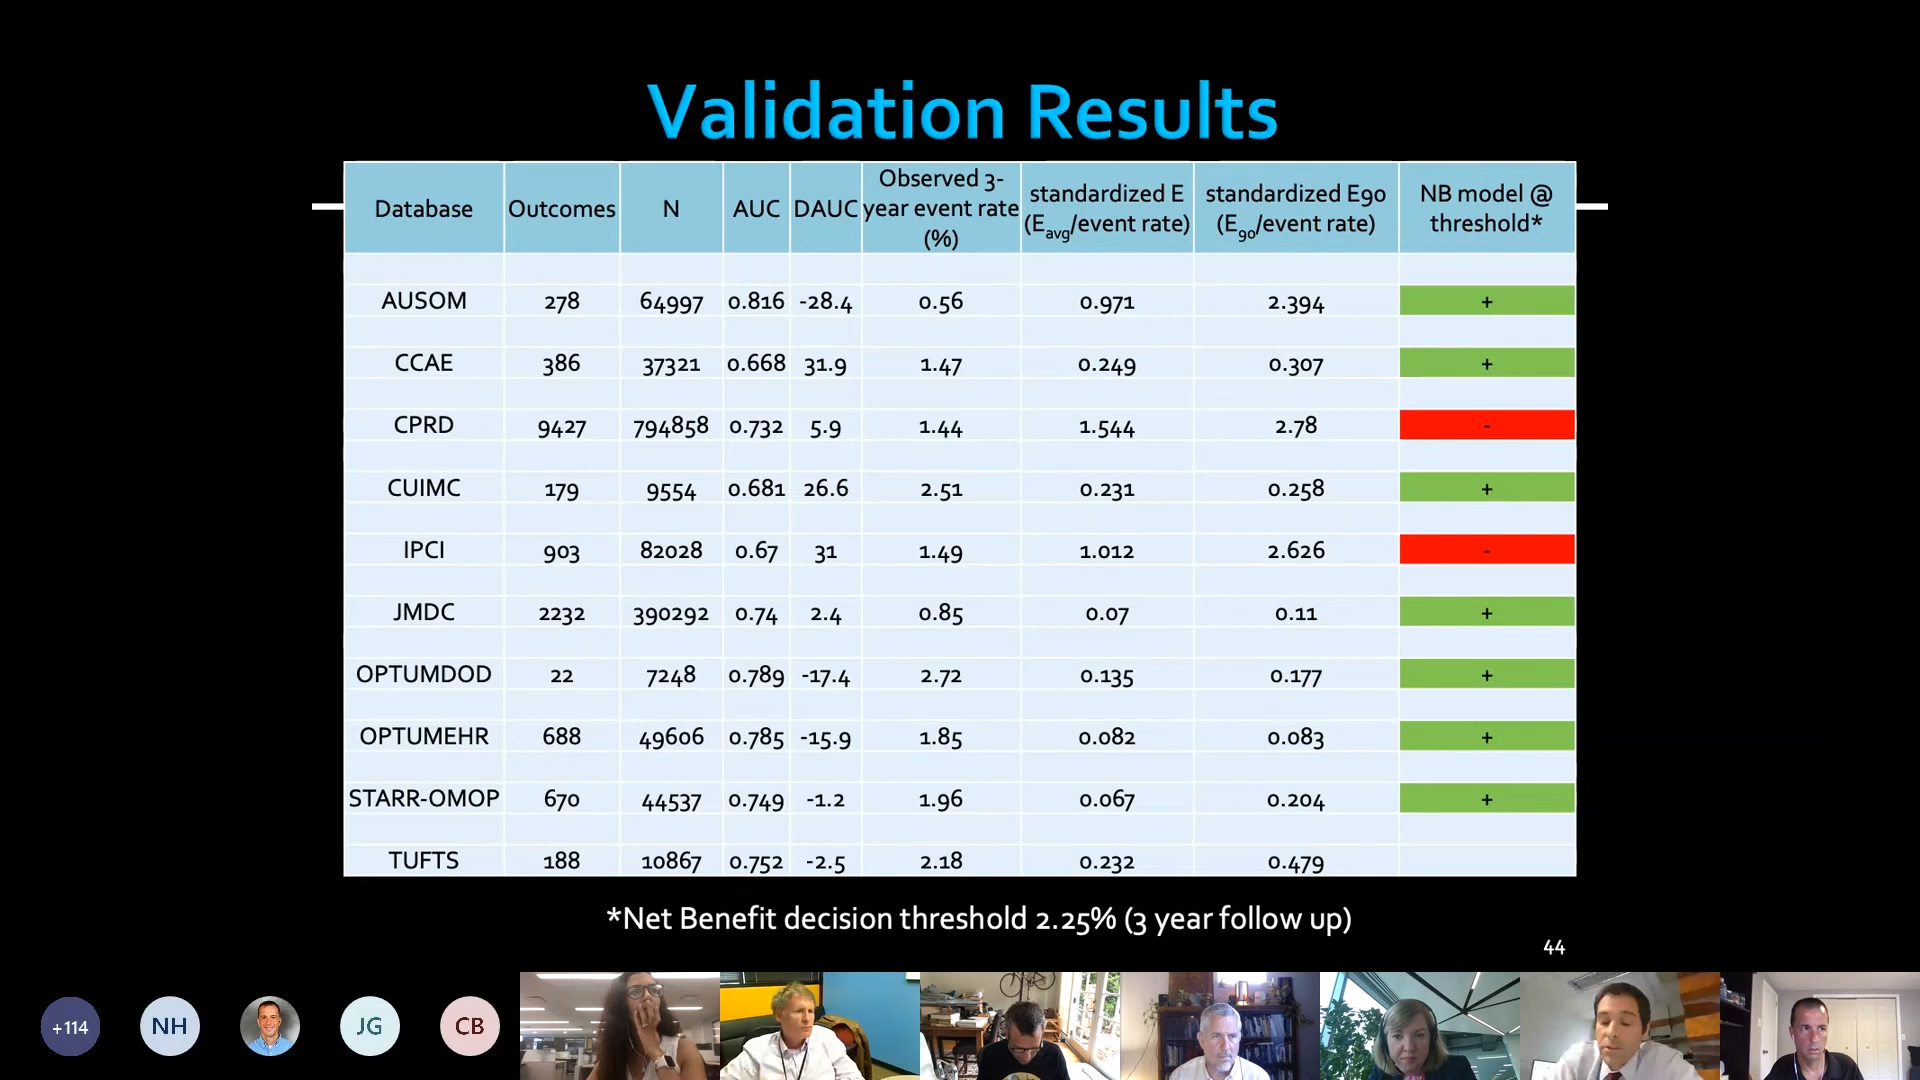 Validation Results
Database Outcomes N AUC DAUC Observed 3-year event rate (%) standardized E (Eavg/event rate) standardized E90 (E90/event rate) NB model @ threshold*
AUSOM 278 64997 0.816 -28.4 0.56 0.971 2.394 +
CCAE 386 37321 0.668 31.9 1.47 0.249 0.307 +
CPRD 9427 794858 0.732 5.9 1.44 1.544 2.78 -
CUIMC 179 9554 0.681 26.6 2.51 0.231 0.258 +
IPCI 903 82028 0.67 31 1.49 1.012 2.626 -
JMDC 2232 390292 0.74 2.4 0.85 0.07 0.11 +
OPTUMDOD 22 7248 0.789 -17.4 2.72 0.135 0.177 +
OPTUMEHR 688 49606 0.785 -15.9 1.85 0.082 0.083 +
STARR-OMOP 670 44537 0.749 -1.2 1.96 0.067 0.204 +
TUFTS 188 10867 0.752 -2.5 2.18 0.232 0.479
*Net Benefit decision threshold 2.25% (3 year follow up)
44
+114 NH JG CB